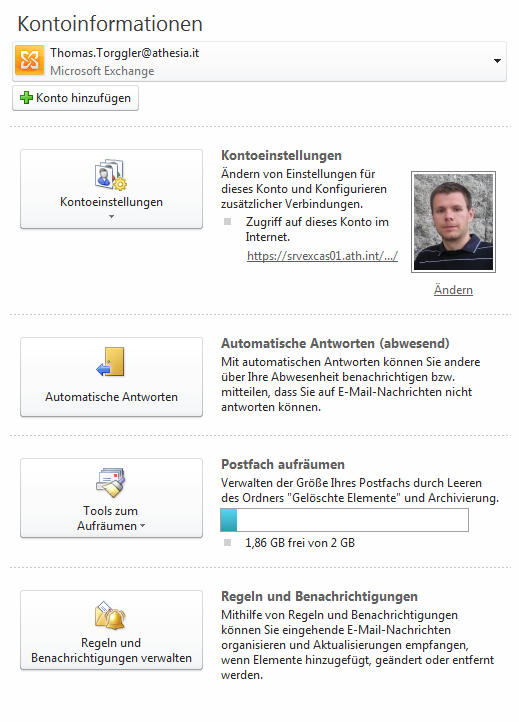 Kontoinformationen
Thomas.Torggler@athesia.it
Microsoft Exchange
Konto hinzufügen
Kontoeinstellungen
Kontoeinstellungen
Ändern von Einstellungen für
dieses Konto und Konfigurieren
zusätzlicher Verbindungen.
Zugriff auf dieses Konto im
Internet.
https://srvexcas01.ath.int/.../
Ändern
Automatische Antworten
Automatische Antworten (abwesend)
Mit automatischen Antworten können Sie andere
über Ihre Abwesenheit benachrichtigen bzw.
mitteilen, dass Sie auf E-Mail-Nachrichten nicht
antworten können.
Tools zum
Aufräumen
Postfach aufräumen
Verwalten der Größe Ihres Postfachs durch Leeren
des Ordners "Gelöschte Elemente" und Archivierung.
1,86 GB frei von 2 GB
Regeln und
Benachrichtigungen verwalten
Regeln und Benachrichtigungen
Mithilfe von Regeln und Benachrichtigungen
können Sie eingehende E-Mail-Nachrichten
organisieren und Aktualisierungen empfangen,
wenn Elemente hinzugefügt, geändert oder entfernt
werden.